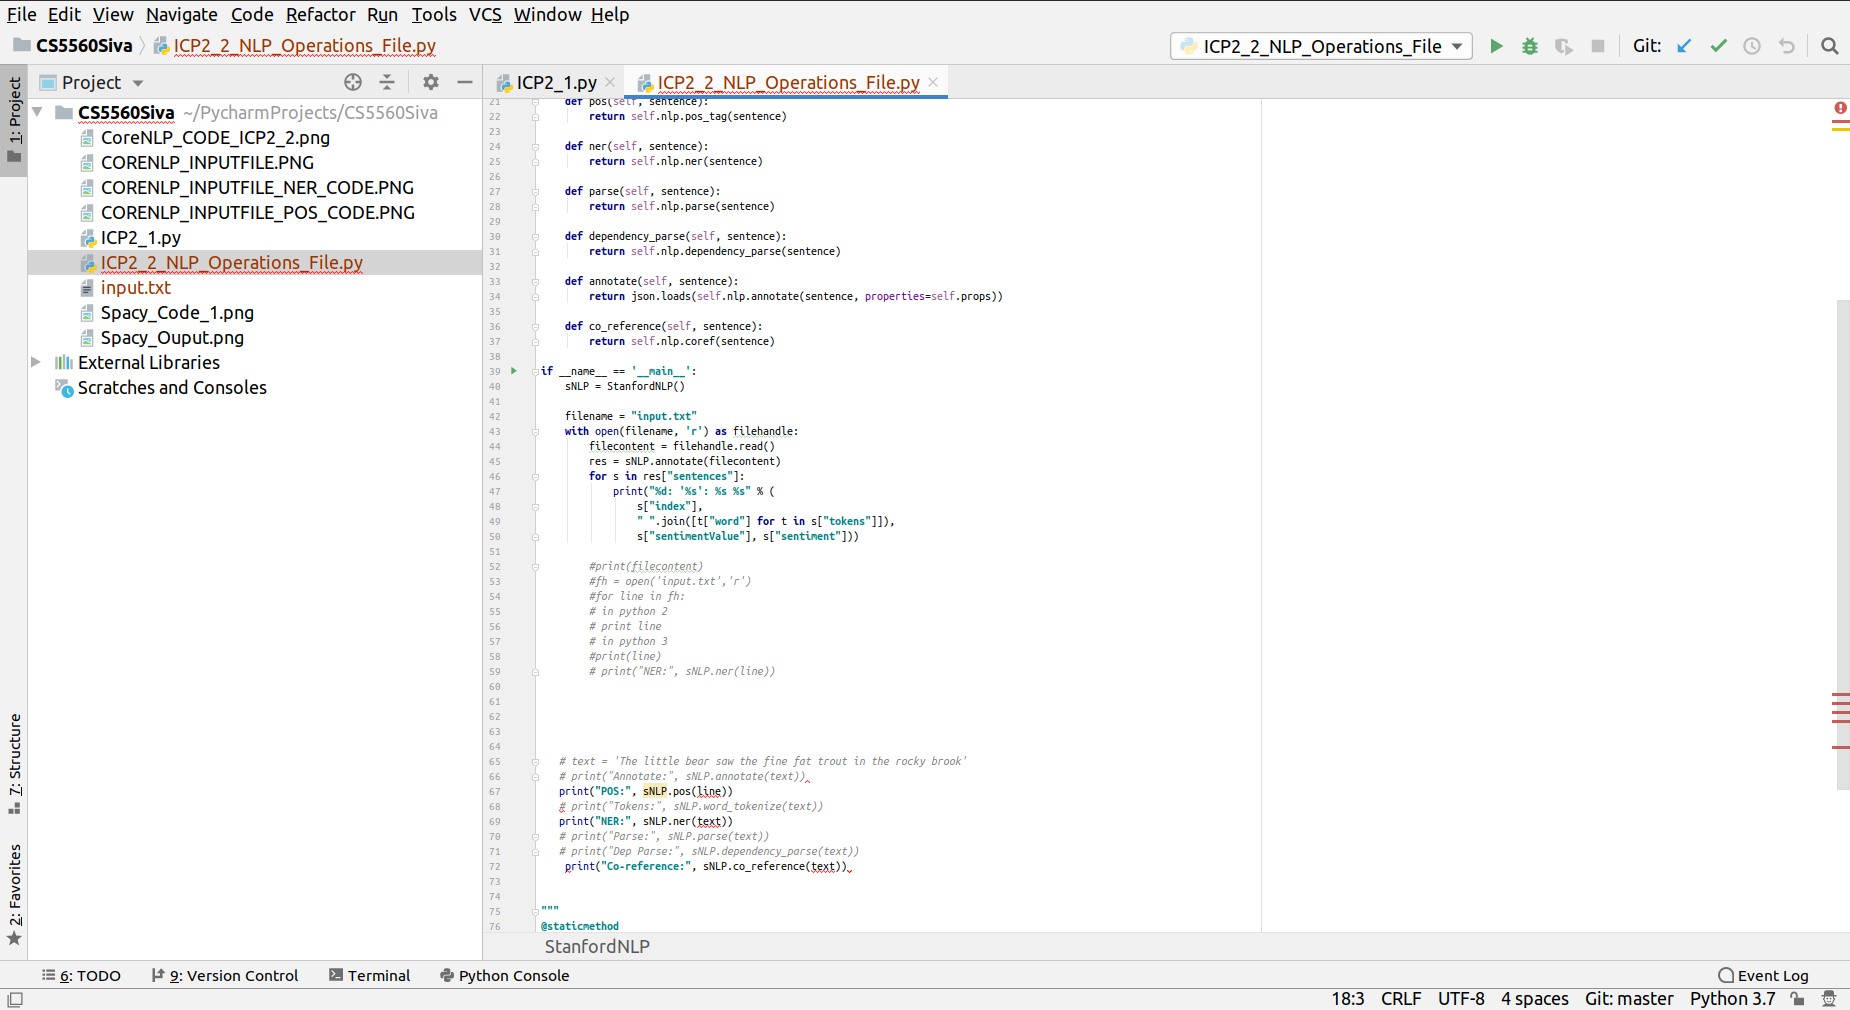 File Edit View Navigate Code Refactor Run Tools VCS Window Help
CS5560Siva ICP2_2_NLP_Operations_File.py ICP2_2_NLP_Operations_File Git:
1: Project
Project
ICP2_1.py ICP2_2_NLP_Operations_File.py
CS5560Siva ~/PycharmProjects/CS5560Siva
CoreNLP_CODE_ICP2_2.png
CORENLP_INPUTFILE.PNG
CORENLP_INPUTFILE_NER_CODE.PNG
CORENLP_INPUTFILE_POS_CODE.PNG
ICP2_1.py
ICP2_2_NLP_Operations_File.py
input.txt
Spacy_Code_1.png
Spacy_Ouput.png
External Libraries
Scratches and Consoles
7: Structure
2: Favorites
21 def pos(self, sentence):
22 return self.nlp.pos_tag(sentence)
23
24 def ner(self, sentence):
25 return self.nlp.ner(sentence)
26
27 def parse(self, sentence):
28 return self.nlp.parse(sentence)
29
30 def dependency_parse(self, sentence):
31 return self.nlp.dependency_parse(sentence)
32
33 def annotate(self, sentence):
34 return json.loads(self.nlp.annotate(sentence, properties=self.props))
35
36 def co_reference(self, sentence):
37 return self.nlp.coref(sentence)
38
39 if __name__ == '__main__':
40 sNLP = StanfordNLP()
41
42 filename = "input.txt"
43 with open(filename, 'r') as filehandle:
44 filecontent = filehandle.read()
45 res = sNLP.annotate(filecontent)
46 for s in res["sentences"]:
47 print("%d: '%s': %s %s" % (
48 s["index"],
49 " ".join([t["word"] for t in s["tokens"]]),
50 s["sentimentValue"], s["sentiment"]))
51
52 #print(filecontent)
53 #fh = open('input.txt','r')
54 #for line in fh:
55 # in python 2
56 # print line
57 # in python 3
58 #print(line)
59 # print("NER:", sNLP.ner(line))
60
61
62
63
64
65 # text = 'The little bear saw the fine fat trout in the rocky brook'
66 # print("Annotate:", sNLP.annotate(text))
67 print("POS:", sNLP.pos(line))
68 # print("Tokens:", sNLP.word_tokenize(text))
69 print("NER:", sNLP.ner(text))
70 # print("Parse:", sNLP.parse(text))
71 # print("Dep Parse:", sNLP.dependency_parse(text))
72 print("Co-reference:", sNLP.co_reference(text))
73
74
75 """
76 @staticmethod
StanfordNLP
6: TODO 9: Version Control Terminal Python Console Event Log
18:3 CRLF UTF-8 4 spaces Git: master Python 3.7